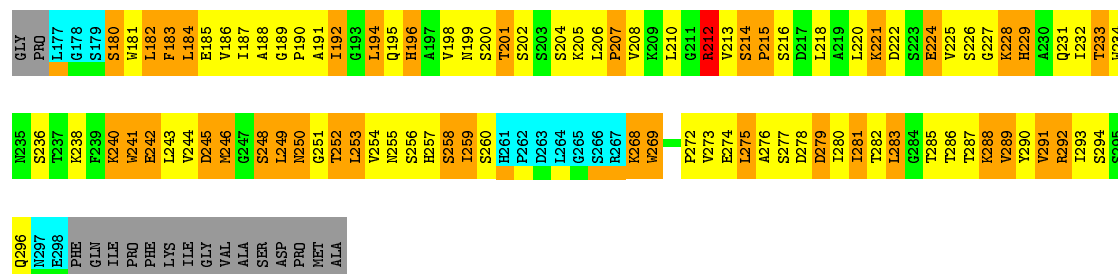 GLY PRO L177 G178 S179 S180 W181 L182 F183 L184 E185 V186 I187 A188 G189 P190 A191 I192 G193 L194 Q195 H196 A197 V198 N199 S200 T201 S202 S203 S204 K205 L206 P207 V208 K209 L210 G211 R212 V213 S214 P215 S216 D217 L218 A219 L220 K221 D222 S223 E224 V225 S226 G227 K228 H229 A230 Q231 I232 T233 W234
N235 S236 T237 K238 F239 K240 W241 E242 L243 V244 D245 M246 G247 S248 L249 N250 G251 T252 L253 V254 N255 S256 H257 S258 I259 S260 H261 P262 D263 L264 G265 S266 R267 K268 W269 P272 V273 E274 L275 A276 S277 D278 D279 I280 I281 T282 L283 G284 T285 T286 T287 K288 V289 Y290 V291 R292 I293 S294 S295
Q296 N297 E298 PHE GLN ILE PRO PHE LYS ILE GLY VAL ALA SER ASP PRO MET ALA